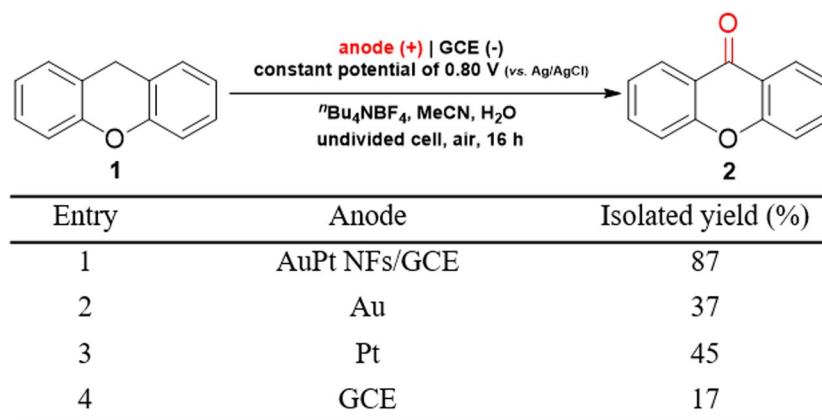 O
O
anode (+) | GCE (-)
constant potential of 0.80 V (vs. Ag/AgCl)
ⁿBu₄NBF₄, MeCN, H₂O
undivided cell, air, 16 h
O
1
2
Entry Anode Isolated yield (%)
1 AuPt NFs/GCE 87
2 Au 37
3 Pt 45
4 GCE 17